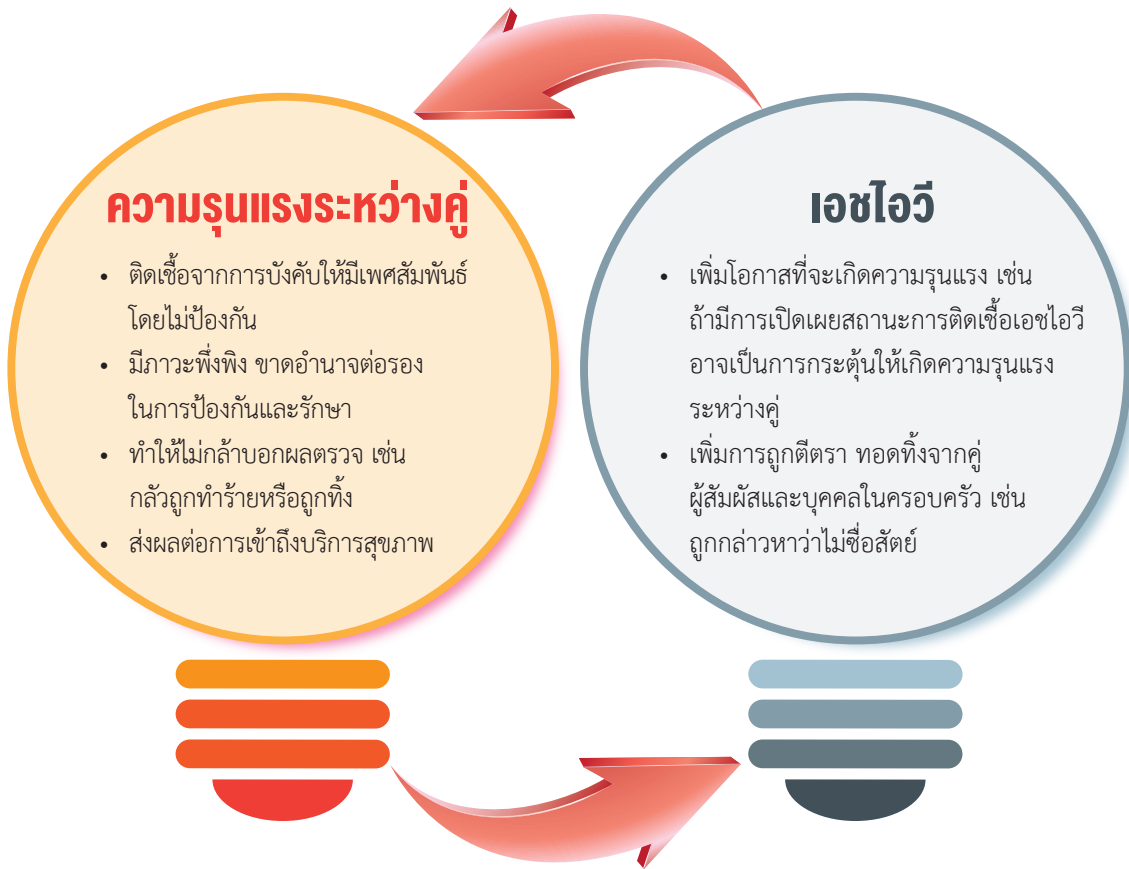 ความรุนแรงระหว่างคู่
• ติดเชื้อจากการบังคับให้มีเพศสัมพันธ์
โดยไม่ป้องกัน
• มีภาวะพึ่งพิง ขาดอำนาจต่อรอง
ในการป้องกันและรักษา
• ทำให้ไม่กล้าบอกผลตรวจ เช่น
กลัวถูกทำร้ายหรือถูกทิ้ง
• ส่งผลต่อการเข้าถึงบริการสุขภาพ
เอชไอวี
• เพิ่มโอกาสที่จะเกิดความรุนแรง เช่น
ถ้ามีการเปิดเผยสถานะการติดเชื้อเอชไอวี
อาจเป็นการกระตุ้นให้เกิดความรุนแรง
ระหว่างคู่
• เพิ่มการถูกตีตรา ทอดทิ้งจากคู่
ผู้สัมผัสและบุคคลในครอบครัว เช่น
ถูกกล่าวหาว่าไม่ซื่อสัตย์